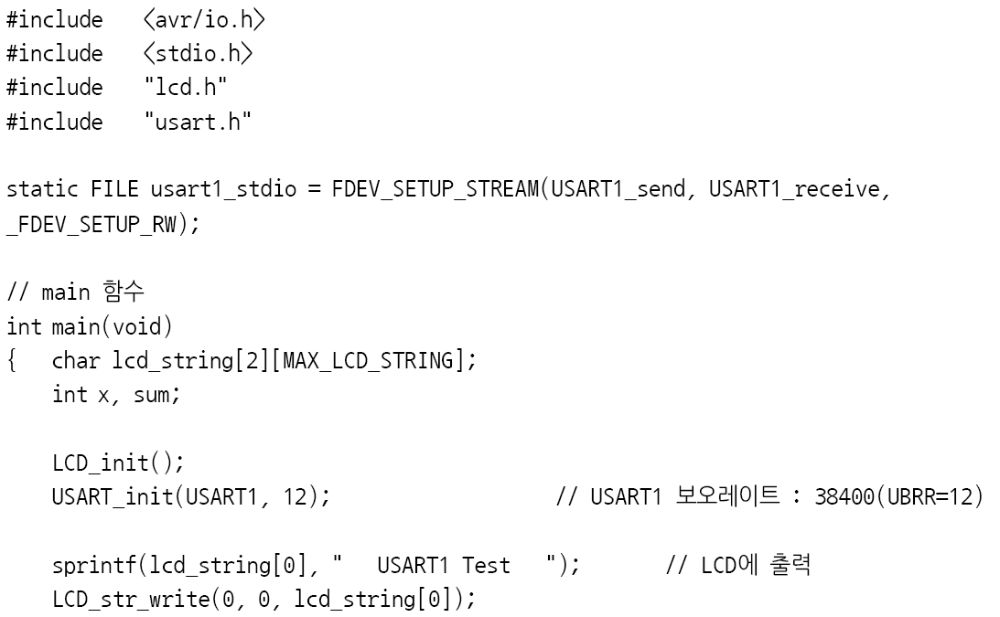 #include   <avr/io.h>
#include   <stdio.h>
#include   "lcd.h"
#include   "usart.h"

static FILE usart1_stdio = FDEV_SETUP_STREAM(USART1_send, USART1_receive,
_FDEV_SETUP_RW);

// main 함수
int main(void)
{   char lcd_string[2][MAX_LCD_STRING];
    int x, sum;

    LCD_init();
    USART_init(USART1, 12);                    // USART1 보오레이트 : 38400(UBRR=12)

    sprintf(lcd_string[0], "   USART1 Test   ");       // LCD에 출력
    LCD_str_write(0, 0, lcd_string[0]);